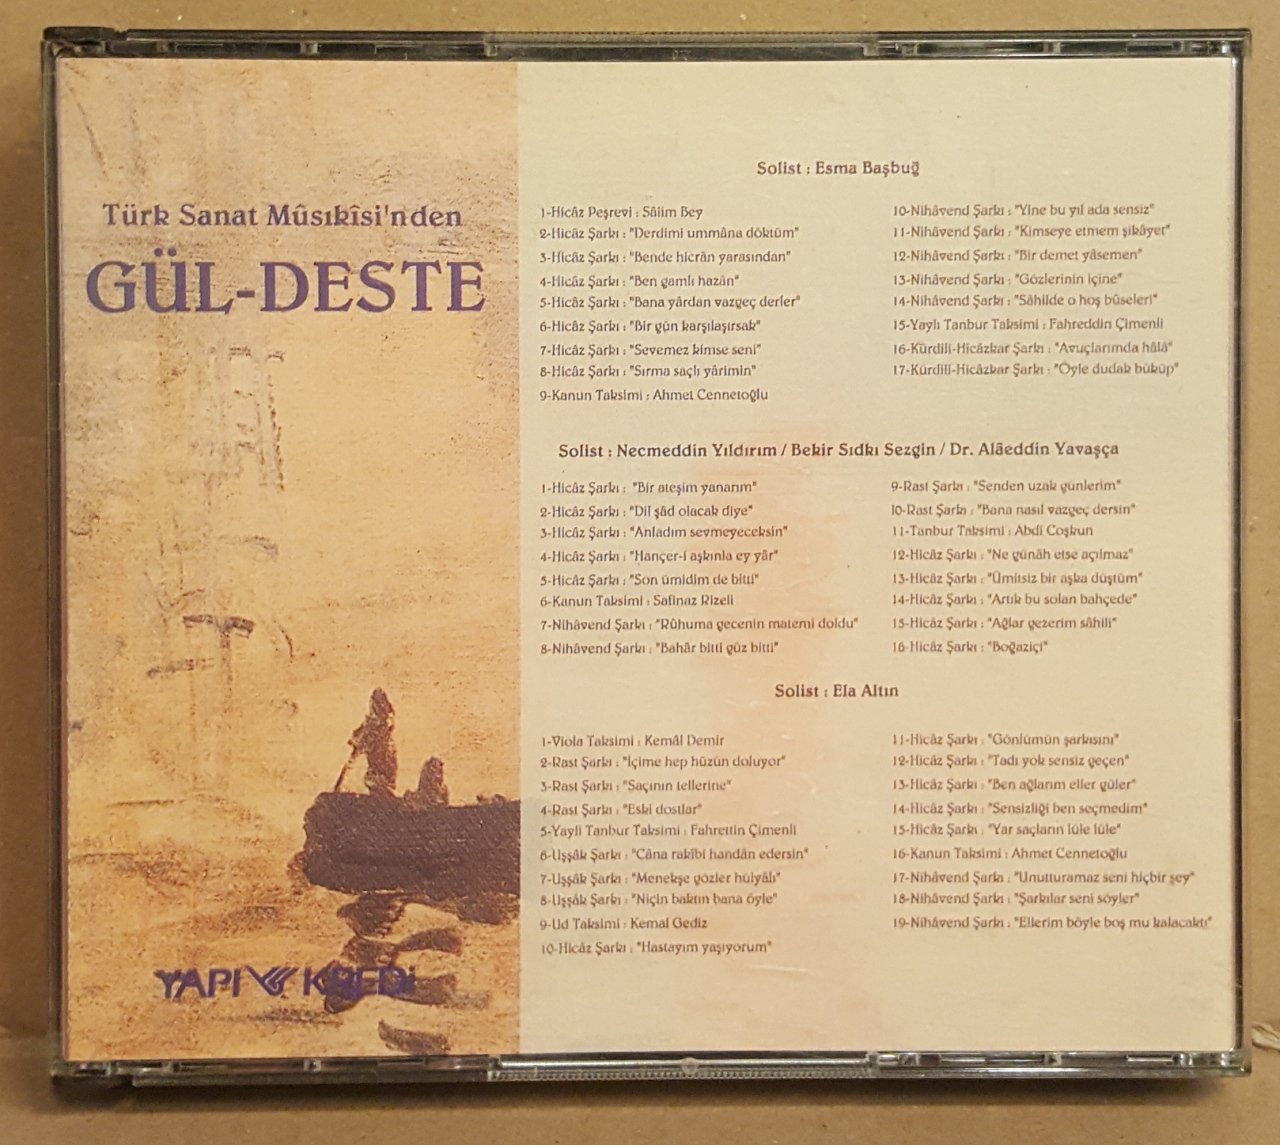 Türk Sanat Mûsıkîsi'nden
GÜL-DESTE
YAPI KREDİ
Solist : Esma Başbuğ
1-Hicâz Peşrevi : Sâlim Bey
2-Hicâz Şarkı : "Derdimi ummâna döktüm"
3-Hicâz Şarkı : "Bende hicrân yarasından"
4-Hicâz Şarkı : "Ben gamlı hazân"
5-Hicâz Şarkı : "Bana yârdan vazgeç derler"
6-Hicâz Şarkı : "Bir gün karşılaşırsak"
7-Hicâz Şarkı : "Sevemez kimse seni"
8-Hicâz Şarkı : "Sırma saçlı yârimin"
9-Kanun Taksimi : Ahmet Cennetoğlu
10-Nihâvend Şarkı : "Yine bu yıl ada sensiz"
11-Nihâvend Şarkı : "Kimseye etmem şikâyet"
12-Nihâvend Şarkı : "Bir demet yâsemen"
13-Nihâvend Şarkı : "Gözlerinin içine"
14-Nihâvend Şarkı : "Sâhilde o hoş bûseleri"
15-Yaylı Tanbur Taksimi : Fahreddin Çimenli
16-Kürdili-Hicâzkar Şarkı : "Avuçlarımda hâlâ"
17-Kürdili-Hicâzkar Şarkı : "Öyle dudak büküp"
Solist : Necmeddin Yıldırım / Bekir Sıdkı Sezgin / Dr. Alâeddin Yavaşça
1-Hicâz Şarkı : "Bir ateşim yanarım"
2-Hicâz Şarkı : "Dil şâd olacak diye"
3-Hicâz Şarkı : "Anladım sevmeyeceksin"
4-Hicâz Şarkı : "Hançer-i aşkınla ey yâr"
5-Hicâz Şarkı : "Son ümidim de bitti"
6-Kanun Taksimi : Safinaz Rizeli
7-Nihâvend Şarkı : "Rûhuma gecenin matemi doldu"
8-Nihâvend Şarkı : "Bahâr bitti güz bitti"
9-Rast Şarkı : "Senden uzak günlerim"
10-Rast Şarkı : "Bana nasıl vazgeç dersin"
11-Tanbur Taksimi : Abdi Coşkun
12-Hicâz Şarkı : "Ne günâh etse açılmaz"
13-Hicâz Şarkı : "Ümitsiz bir aşka düştüm"
14-Hicâz Şarkı : "Artık bu solan bahçede"
15-Hicâz Şarkı : "Ağlar gezerim sâhili"
16-Hicâz Şarkı : "Boğaziçi"
Solist : Ela Altın
1-Viola Taksimi : Kemâl Demir
2-Rast Şarkı : "İçime hep hüzün doluyor"
3-Rast Şarkı : "Saçının tellerine"
4-Rast Şarkı : "Eski dostlar"
5-Yayli Tanbur Taksimi : Fahrettin Çimenli
6-Uşşâk Şarkı : "Câna rakîbi handân edersin"
7-Uşşâk Şarkı : "Menekşe gözler hülyâlı"
8-Uşşâk Şarkı : "Niçin baktın bana öyle"
9-Ud Taksimi : Kemal Gediz
10-Hicâz Şarkı : "Hastayım yaşıyorum"
11-Hicâz Şarkı : "Gönlümün şarkısını"
12-Hicâz Şarkı : "Tadı yok sensiz geçen"
13-Hicâz Şarkı : "Ben ağlarım eller güler"
14-Hicâz Şarkı : "Sensizliği ben seçmedim"
15-Hicâz Şarkı : "Yar saçların lüle lüle"
16-Kanun Taksimi : Ahmet Cennetoğlu
17-Nihâvend Şarkı : "Unutturamaz seni hiçbir şey"
18-Nihâvend Şarkı : "Şarkılar seni söyler"
19-Nihâvend Şarkı : "Ellerim böyle boş mu kalacaktı"